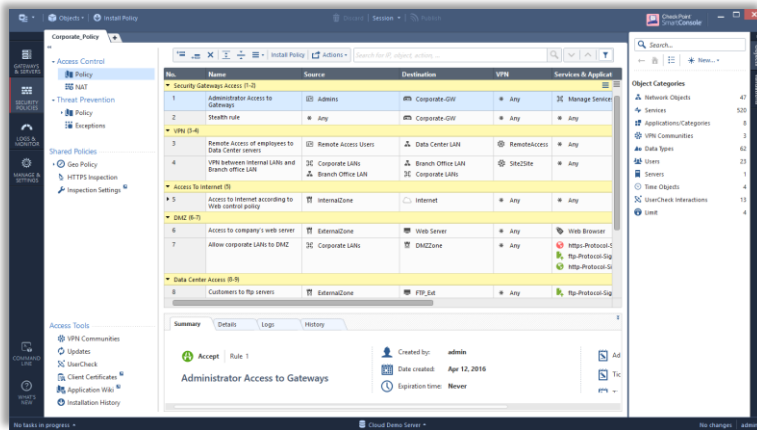 Objects ▾
Install Policy
Discard
Session ▾
Publish
Check Point
SmartConsole
GATEWAYS
& SERVERS
SECURITY
POLICIES
LOGS &
MONITOR
MANAGE &
SETTINGS
COMMAND
LINE
WHAT'S
NEW
Corporate_Policy
+
Access Control
Policy
NAT
Threat Prevention
Policy
Exceptions
Shared Policies
Geo Policy
HTTPS Inspection
Inspection Settings
Access Tools
VPN Communities
Updates
UserCheck
Client Certificates
Application Wiki
Installation History
Install Policy
Actions ▾
Search for IP, object, action, ...
No. Name Source Destination VPN Services & Applicat
Security Gateways Access (1-2)
1 Administrator Access to Gateways Admins Corporate-GW Any Manage Services
2 Stealth rule Any Corporate-GW Any Any
VPN (3-4)
3 Remote Access of employees to Data Center servers Remote Access Users Data Center LAN RemoteAccess Any
4 VPN between Internal LANs and Branch office LAN Corporate LANs Branch Office LAN Site2Site Any
Branch Office LAN Corporate LANs
Access To Internet (5)
5 Access to Internet according to Web control policy InternalZone Internet Any Any
DMZ (6-7)
6 Access to company's web server ExternalZone Web Server Any Web Browser
7 Allow corporate LANs to DMZ Corporate LANs DMZZone Any https-Protocol-S
ftp-Protocol-Sig
http-Protocol-Si
Data Center Access (8-9)
8 Customers to ftp servers ExternalZone FTP_Ext Any ftp-Protocol-Sig
Summary Details Logs History
Accept Rule 1
Administrator Access to Gateways
Created by: admin
Date created: Apr 12, 2016
Expiration time: Never
Ad
Tic
Search...
New...
Object Categories
Network Objects 47
Services 520
Applications/Categories 8
VPN Communities 3
Data Types 62
Users 23
Servers 1
Time Objects 4
UserCheck Interactions 13
Limit 4
No tasks in progress
Cloud Demo Server
No changes
admin